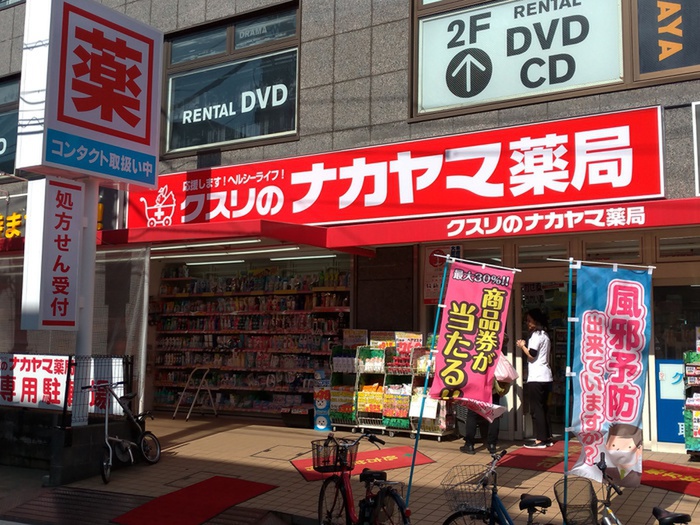 薬
コンタクト取扱い中
処方せん受付
DRAMA
RENTAL DVD
2F
RENTAL
DVD
CD
AYA
応援します!ヘルシーライフ!
クスリのナカヤマ薬局
クスリのナカヤマ薬局
最大30%!!
商品券が
当たる!!
風邪予防
出来ていますか?
のナカヤマ薬局
専用駐
場